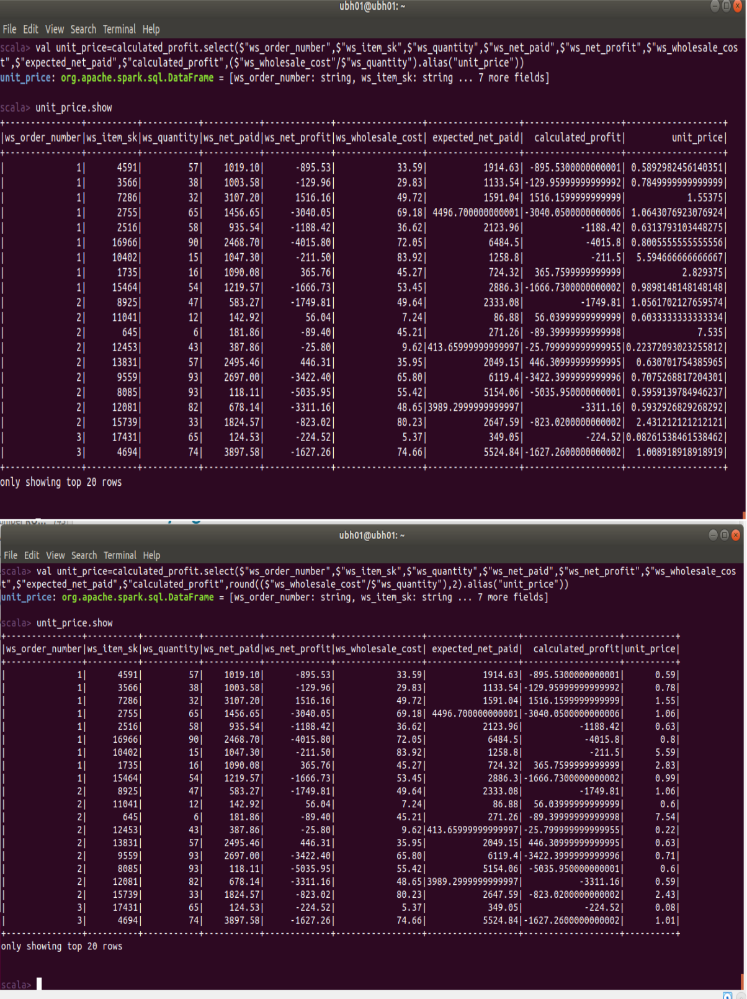 ubh01@ubh01: ~
File Edit View Search Terminal Help
scala> val unit_price=calculated_profit.select($"ws_order_number",$"ws_item_sk",$"ws_quantity",$"ws_net_paid",$"ws_net_profit",$"ws_wholesale_cos
t",$"expected_net_paid",$"calculated_profit",($"ws_wholesale_cost"/$"ws_quantity").alias("unit_price"))
unit_price: org.apache.spark.sql.DataFrame = [ws_order_number: string, ws_item_sk: string ... 7 more fields]
scala> unit_price.show
+---------------+----------+-----------+-----------+-------------+-----------------+------------------+-------------------+-------------------+
|ws_order_number|ws_item_sk|ws_quantity|ws_net_paid|ws_net_profit|ws_wholesale_cost| expected_net_paid|  calculated_profit|         unit_price|
+---------------+----------+-----------+-----------+-------------+-----------------+------------------+-------------------+-------------------+
| 1| 4591| 57| 1019.10| -895.53| 33.59| 1914.63| -895.5300000000001| 0.5892982456140351|
| 1| 3566| 38| 1003.58| -129.96| 29.83| 1133.54|-129.95999999999992| 0.7849999999999999|
| 1| 7286| 32| 3107.20| 1516.16| 49.72| 1591.04| 1516.1599999999999| 1.55375|
| 1| 2755| 65| 1456.65| -3040.05| 69.18| 4496.700000000001|-3040.0500000000006| 1.0643076923076924|
| 1| 2516| 58| 935.54| -1188.42| 36.62| 2123.96| -1188.42| 0.6313793103448275|
| 1| 16966| 90| 2468.70| -4015.80| 72.05| 6484.5| -4015.8| 0.8005555555555556|
| 1| 10402| 15| 1047.30| -211.50| 83.92| 1258.8| -211.5| 5.594666666666667|
| 1| 1735| 16| 1090.08| 365.76| 45.27| 724.32| 365.7599999999999| 2.829375|
| 1| 15464| 54| 1219.57| -1666.73| 53.45| 2886.3|-1666.7300000000002| 0.9898148148148148|
| 2| 8925| 47| 583.27| -1749.81| 49.64| 2333.08| -1749.81| 1.0561702127659574|
| 2| 11041| 12| 142.92| 56.04| 7.24| 86.88| 56.03999999999999| 0.6033333333333334|
| 2| 645| 6| 181.86| -89.40| 45.21| 271.26| -89.39999999999998| 7.535|
| 2| 12453| 43| 387.86| -25.80| 9.62|413.65999999999997|-25.799999999999955|0.22372093023255812|
| 2| 13831| 57| 2495.46| 446.31| 35.95| 2049.15| 446.30999999999995| 0.630701754385965|
| 2| 9559| 93| 2697.00| -3422.40| 65.80| 6119.4|-3422.3999999999996| 0.7075268817204301|
| 2| 8085| 93| 118.11| -5035.95| 55.42| 5154.06| -5035.950000000001| 0.5959139784946237|
| 2| 12081| 82| 678.14| -3311.16| 48.65|3989.2999999999997| -3311.16| 0.5932926829268292|
| 2| 15739| 33| 1824.57| -823.02| 80.23| 2647.59| -823.0200000000002| 2.431212121212121|
| 3| 17431| 65| 124.53| -224.52| 5.37| 349.05| -224.52|0.08261538461538462|
| 3| 4694| 74| 3897.58| -1627.26| 74.66| 5524.84|-1627.2600000000002| 1.008918918918919|
+---------------+----------+-----------+-----------+-------------+-----------------+------------------+-------------------+-------------------+
only showing top 20 rows
ubh01@ubh01: ~
File Edit View Search Terminal Help
scala> val unit_price=calculated_profit.select($"ws_order_number",$"ws_item_sk",$"ws_quantity",$"ws_net_paid",$"ws_net_profit",$"ws_wholesale_cos
t",$"expected_net_paid",$"calculated_profit",round(($"ws_wholesale_cost"/$"ws_quantity"),2).alias("unit_price"))
unit_price: org.apache.spark.sql.DataFrame = [ws_order_number: string, ws_item_sk: string ... 7 more fields]
scala> unit_price.show
+---------------+----------+-----------+-----------+-------------+-----------------+------------------+-------------------+----------+
|ws_order_number|ws_item_sk|ws_quantity|ws_net_paid|ws_net_profit|ws_wholesale_cost| expected_net_paid|  calculated_profit|unit_price|
+---------------+----------+-----------+-----------+-------------+-----------------+------------------+-------------------+----------+
| 1| 4591| 57| 1019.10| -895.53| 33.59| 1914.63| -895.5300000000001| 0.59|
| 1| 3566| 38| 1003.58| -129.96| 29.83| 1133.54|-129.95999999999992| 0.78|
| 1| 7286| 32| 3107.20| 1516.16| 49.72| 1591.04| 1516.1599999999999| 1.55|
| 1| 2755| 65| 1456.65| -3040.05| 69.18| 4496.700000000001|-3040.0500000000006| 1.06|
| 1| 2516| 58| 935.54| -1188.42| 36.62| 2123.96| -1188.42| 0.63|
| 1| 16966| 90| 2468.70| -4015.80| 72.05| 6484.5| -4015.8| 0.8|
| 1| 10402| 15| 1047.30| -211.50| 83.92| 1258.8| -211.5| 5.59|
| 1| 1735| 16| 1090.08| 365.76| 45.27| 724.32| 365.7599999999999| 2.83|
| 1| 15464| 54| 1219.57| -1666.73| 53.45| 2886.3|-1666.7300000000002| 0.99|
| 2| 8925| 47| 583.27| -1749.81| 49.64| 2333.08| -1749.81| 1.06|
| 2| 11041| 12| 142.92| 56.04| 7.24| 86.88| 56.03999999999999| 0.6|
| 2| 645| 6| 181.86| -89.40| 45.21| 271.26| -89.39999999999998| 7.54|
| 2| 12453| 43| 387.86| -25.80| 9.62|413.65999999999997|-25.799999999999955| 0.22|
| 2| 13831| 57| 2495.46| 446.31| 35.95| 2049.15| 446.30999999999995| 0.63|
| 2| 9559| 93| 2697.00| -3422.40| 65.80| 6119.4|-3422.3999999999996| 0.71|
| 2| 8085| 93| 118.11| -5035.95| 55.42| 5154.06| -5035.950000000001| 0.6|
| 2| 12081| 82| 678.14| -3311.16| 48.65|3989.2999999999997| -3311.16| 0.59|
| 2| 15739| 33| 1824.57| -823.02| 80.23| 2647.59| -823.0200000000002| 2.43|
| 3| 17431| 65| 124.53| -224.52| 5.37| 349.05| -224.52| 0.08|
| 3| 4694| 74| 3897.58| -1627.26| 74.66| 5524.84|-1627.2600000000002| 1.01|
+---------------+----------+-----------+-----------+-------------+-----------------+------------------+-------------------+----------+
only showing top 20 rows
scala>